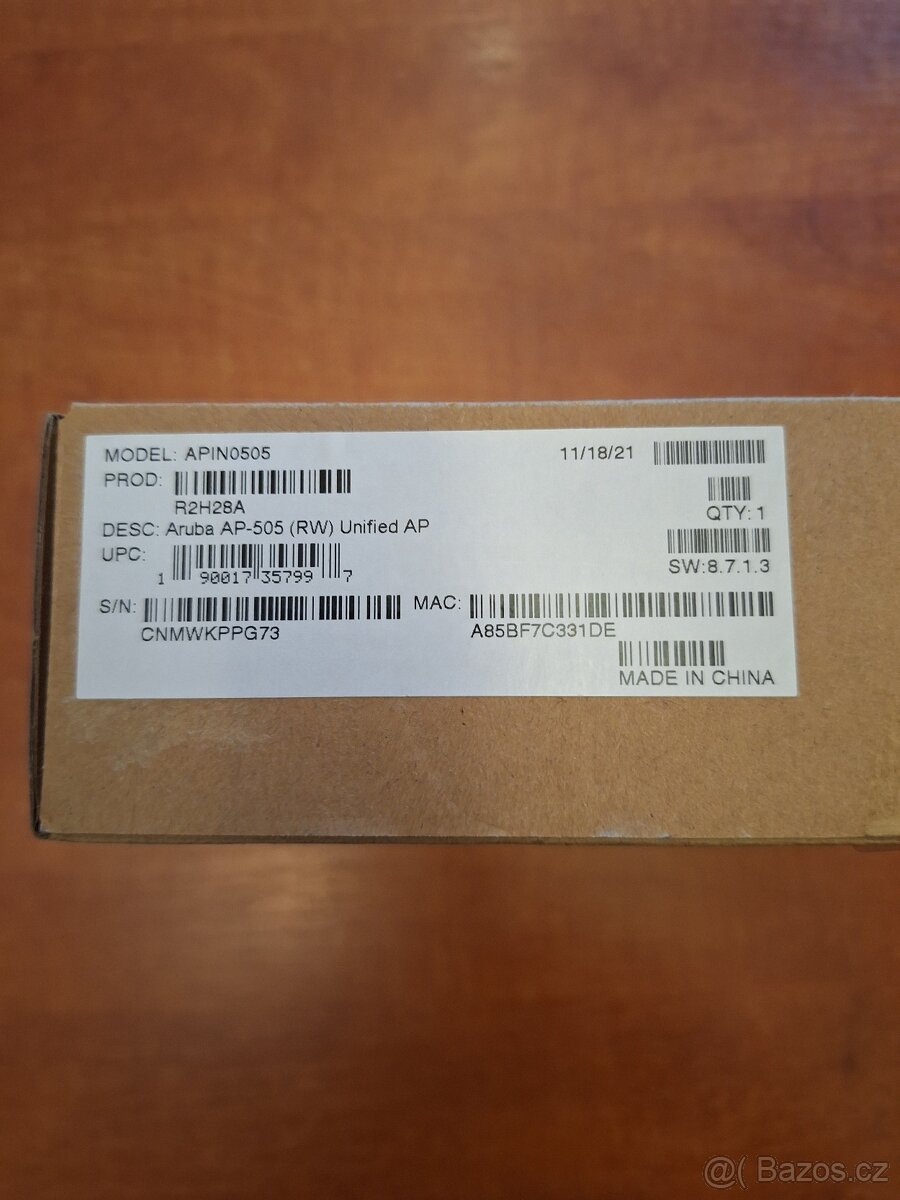 MODEL: APIN0505
11/18/21
PROD:
R2H28A
QTY: 1
DESC: Aruba AP-505 (RW) Unified AP
UPC:
1 90017 35799 7
SW:8.7.1.3
S/N:
CNMWKPPG73
MAC:
A85BF7C331DE
MADE IN CHINA
@( Bazos.cz